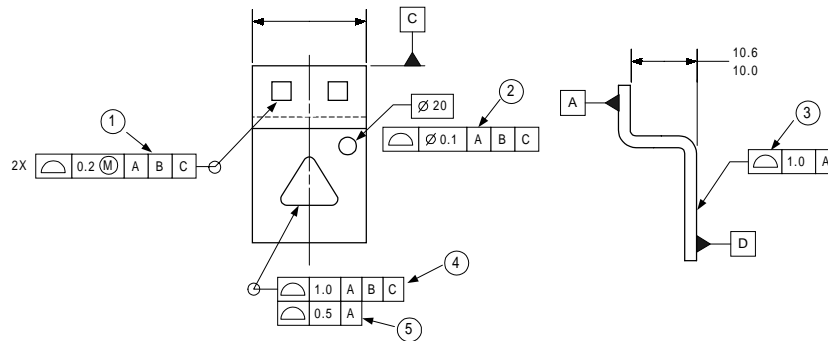 C
10.6
10.0
A
Ø 20
1
2
3
2X ⌓ 0.2 Ⓜ A B C
⌓ Ø 0.1 A B C
⌓ 1.0 A
D
4
⌓ 1.0 A B C
⌓ 0.5 A
5